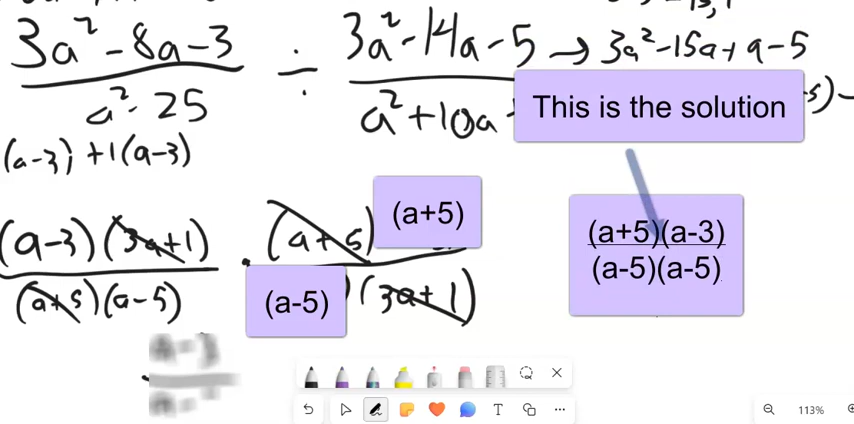 3a² - 8a - 3 ÷ 3a² - 14a - 5 → 3a² - 15a + a - 5
a² - 25 a² + 10a
This is the solution
5) -
(a-3) + 1(a-3)
(a-3)(3a+1) · (a+5) (a+5)
(a+5)(a-5) (a-5) (3a+1)
(a+5)(a-3)
(a-5)(a-5)
113%